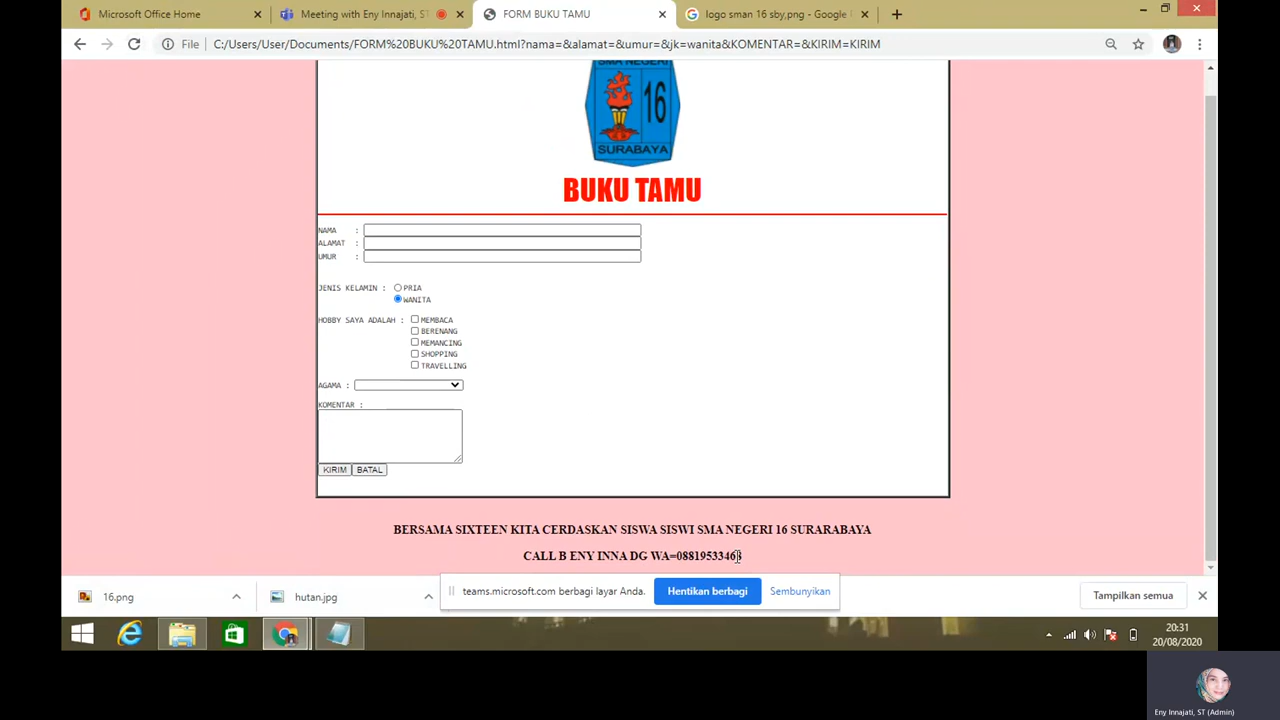 Microsoft Office Home
Meeting with Eny Innajati, ST
FORM BUKU TAMU
logo sman 16 sby,png - Google
File
C:/Users/User/Documents/FORM%20BUKU%20TAMU.html?nama=&alamat=&umur=&jk=wanita&KOMENTAR=&KIRIM=KIRIM
SMA NEGERI
16
SURABAYA
BUKU TAMU
NAMA :
ALAMAT :
UMUR :
JENIS KELAMIN : PRIA
WANITA
HOBBY SAYA ADALAH : MEMBACA
BERENANG
MEMANCING
SHOPPING
TRAVELLING
AGAMA :
KOMENTAR :
KIRIM BATAL
BERSAMA SIXTEEN KITA CERDASKAN SISWA SISWI SMA NEGERI 16 SURARABAYA
CALL B ENY INNA DG
teams.microsoft.com berbagi layar Anda.
Hentikan berbagi
Sembunyikan
16.png
hutan.jpg
Tampilkan semua
20:31
20/08/2020
Eny Innajati, ST (Admin)